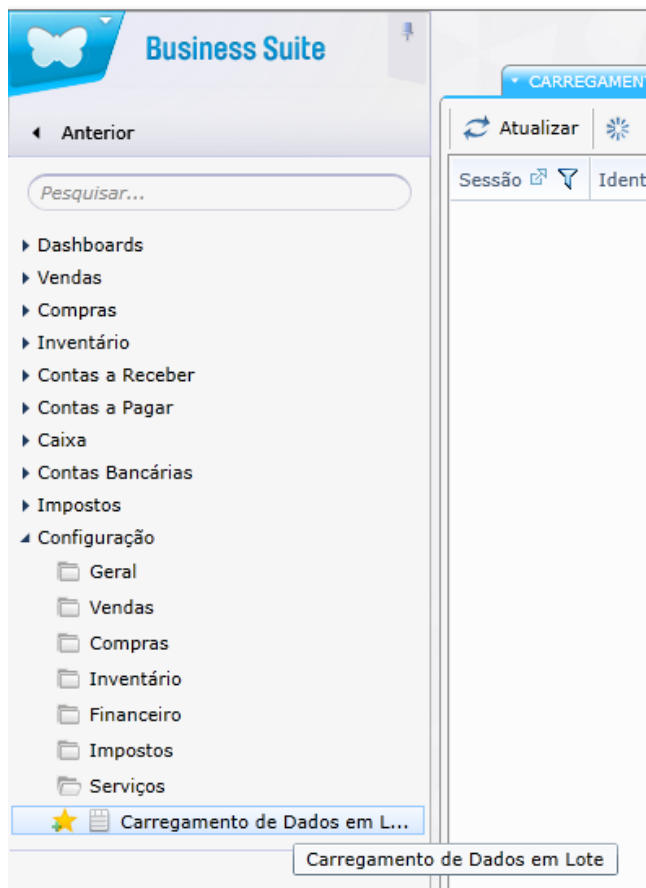 Business Suite
CARREGAMEN
Anterior
Atualizar
Pesquisar...
Sessão
Ident
Dashboards
Vendas
Compras
Inventário
Contas a Receber
Contas a Pagar
Caixa
Contas Bancárias
Impostos
Configuração
Geral
Vendas
Compras
Inventário
Financeiro
Impostos
Serviços
Carregamento de Dados em L...
Carregamento de Dados em Lote